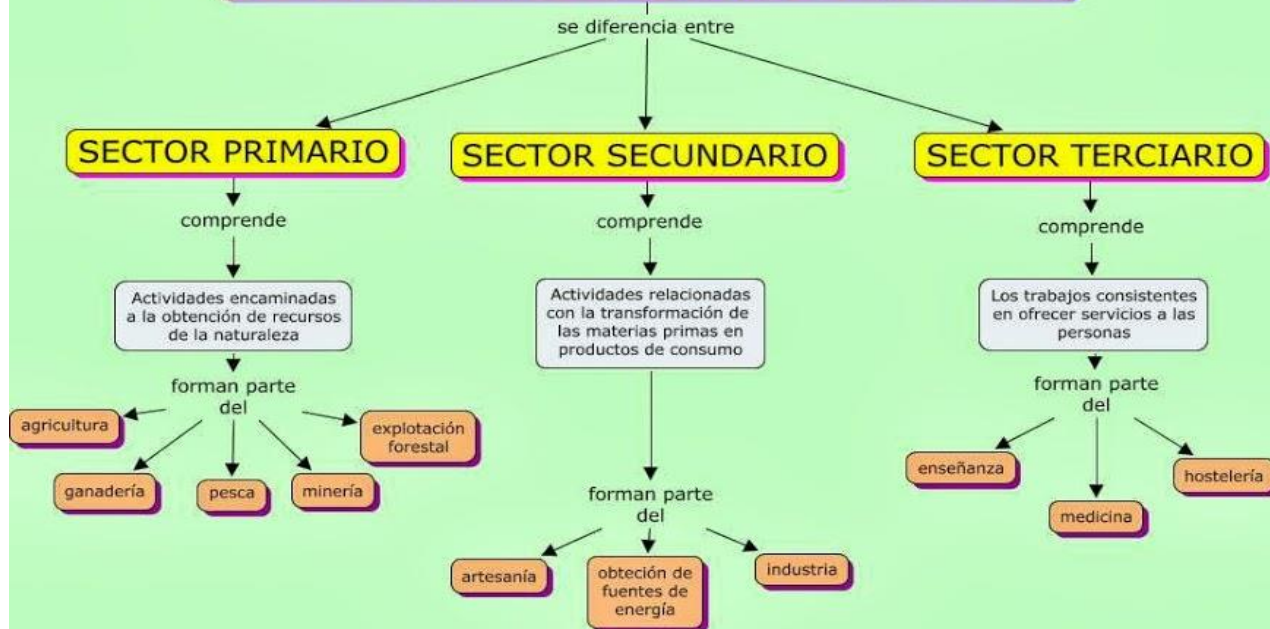 se diferencia entre
SECTOR PRIMARIO
comprende
Actividades encaminadas
a la obtención de recursos
de la naturaleza
forman parte
del
agricultura
ganadería
pesca
minería
explotación
forestal
SECTOR SECUNDARIO
comprende
Actividades relacionadas
con la transformación de
las materias primas en
productos de consumo
forman parte
del
artesanía
obteción de
fuentes de
energía
industria
SECTOR TERCIARIO
comprende
Los trabajos consistentes
en ofrecer servicios a las
personas
forman parte
del
enseñanza
medicina
hostelería